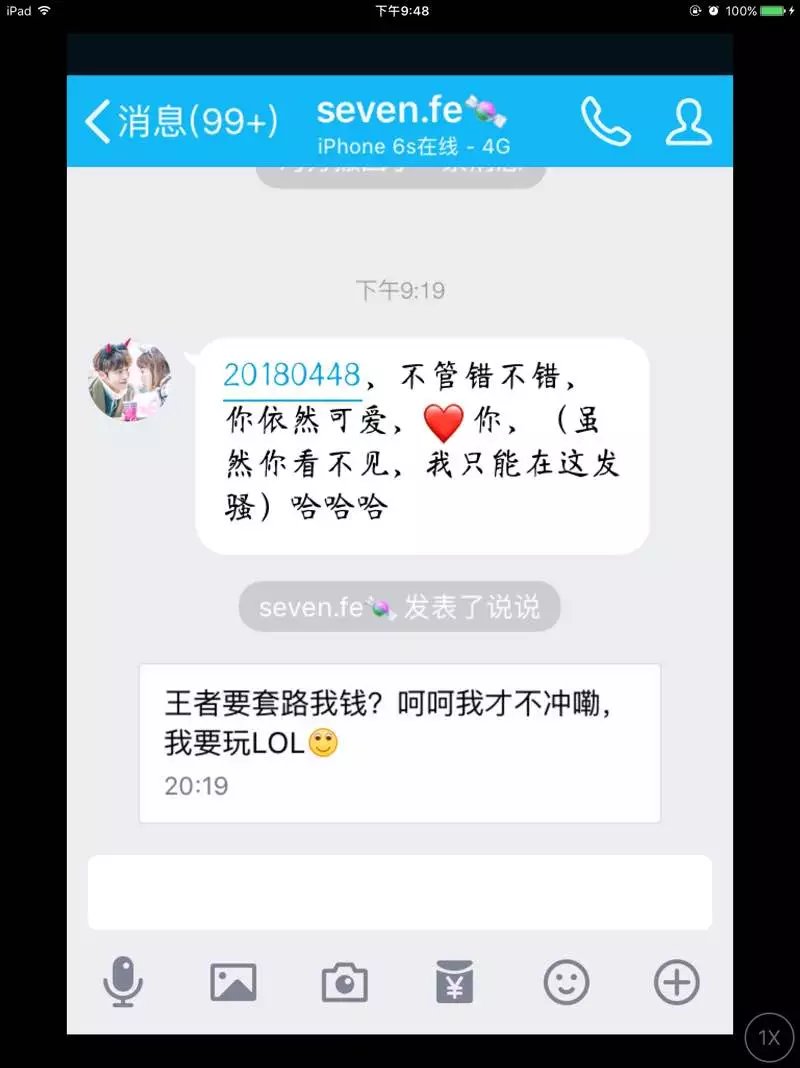 iPad
下午9:48
100%
消息(99+)
seven.fe🍬
iPhone 6s在线 - 4G
下午9:19
20180448，不管错不错，
你依然可爱，❤️你，（虽
然你看不见，我只能在这发
骚）哈哈哈
seven.fe🍬 发表了说说
王者要套路我钱？呵呵我才不冲嘞，
我要玩LOL🙂
20:19
¥
1X